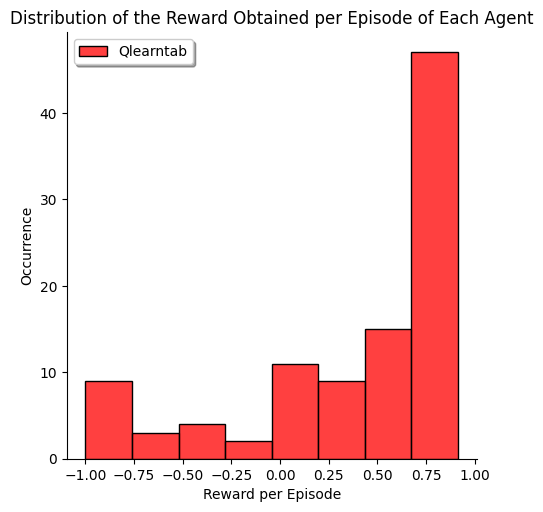 Distribution of the Reward Obtained per Episode of Each Agent
Qlearntab
Occurrence
40
30
20
10
0
−1.00 −0.75 −0.50 −0.25 0.00 0.25 0.50 0.75 1.00
Reward per Episode